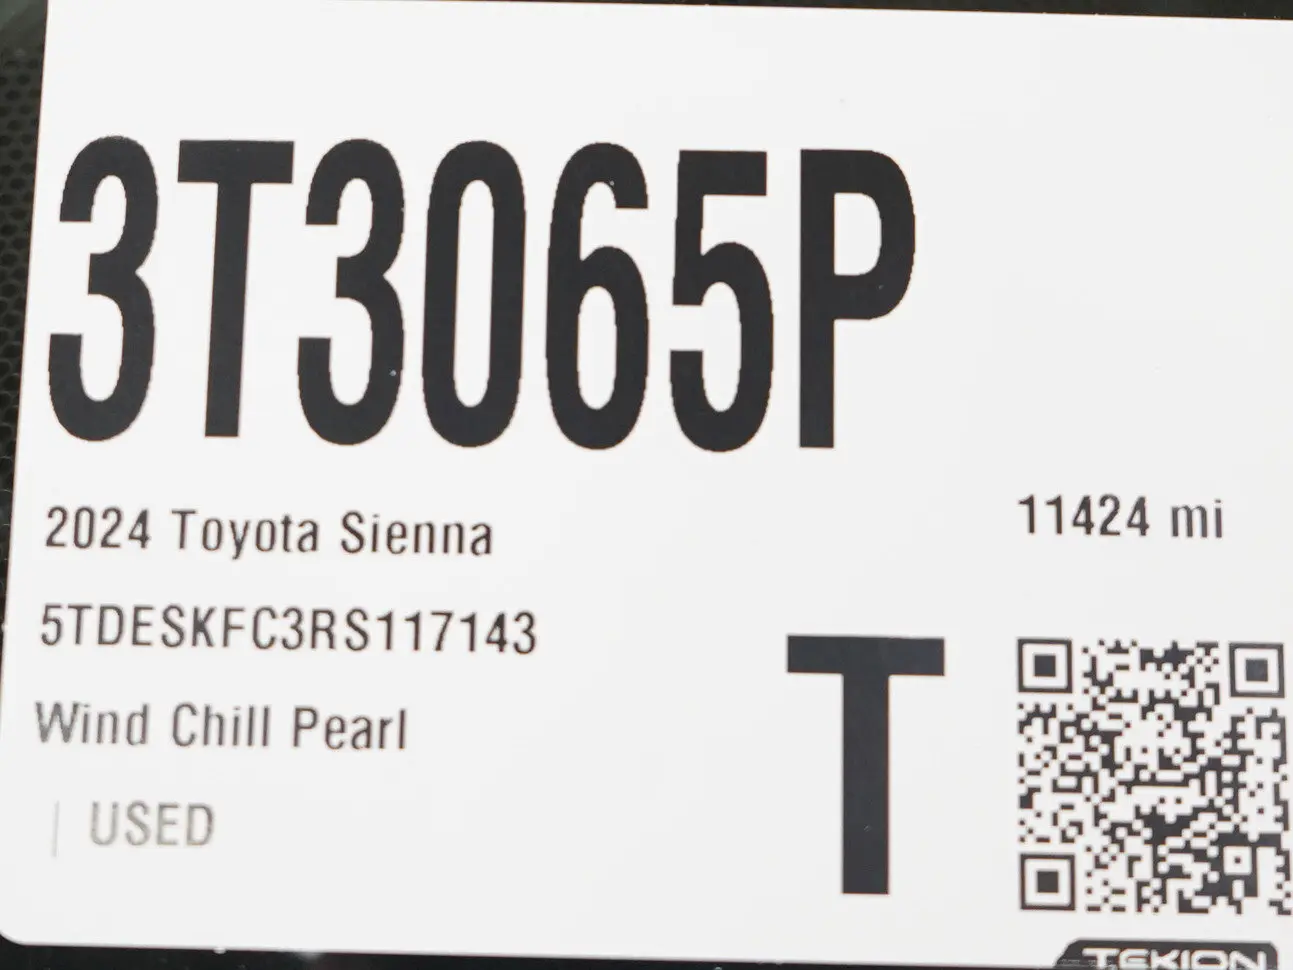 3T3065P
2024 Toyota Sienna
11424 mi
5TDESKFC3RS117143
Wind Chill Pearl
USED
T
TEKION